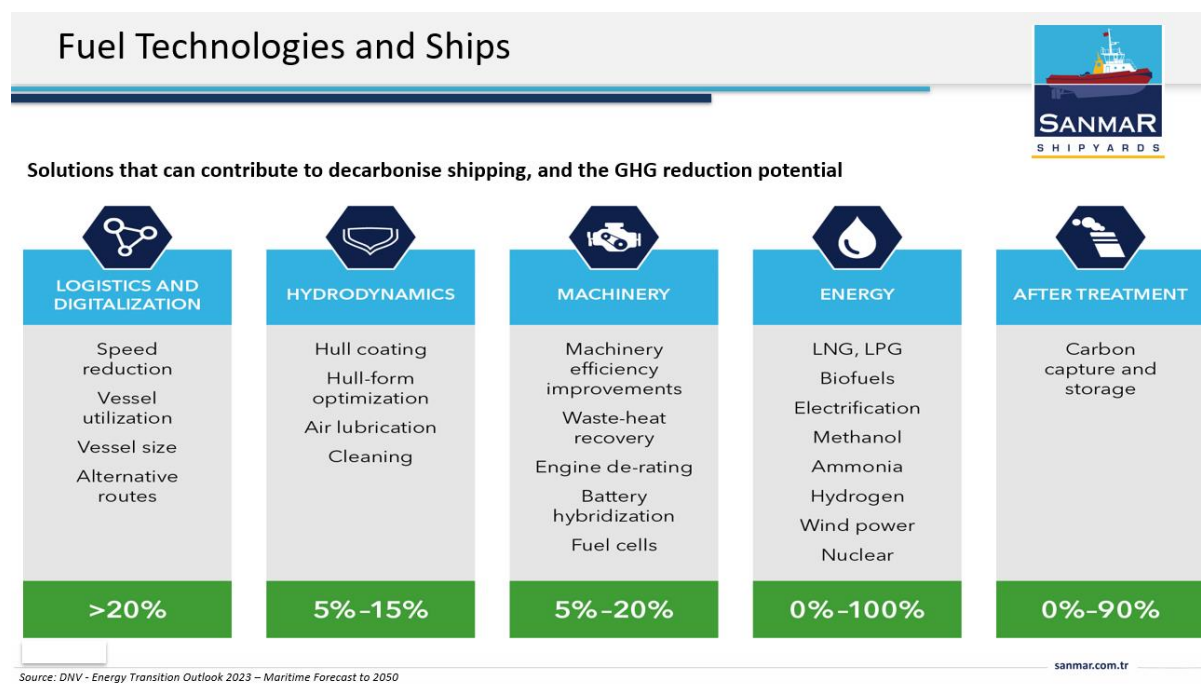 Fuel Technologies and Ships
SANMAR
SHIPYARDS
Solutions that can contribute to decarbonise shipping, and the GHG reduction potential
LOGISTICS AND
DIGITALIZATION
Speed
reduction
Vessel
utilization
Vessel size
Alternative
routes
>20%
HYDRODYNAMICS
Hull coating
Hull-form
optimization
Air lubrication
Cleaning
5%–15%
MACHINERY
Machinery
efficiency
improvements
Waste-heat
recovery
Engine de-rating
Battery
hybridization
Fuel cells
5%–20%
ENERGY
LNG, LPG
Biofuels
Electrification
Methanol
Ammonia
Hydrogen
Wind power
Nuclear
0%–100%
AFTER TREATMENT
Carbon
capture and
storage
0%–90%
sanmar.com.tr
Source: DNV - Energy Transition Outlook 2023 – Maritime Forecast to 2050